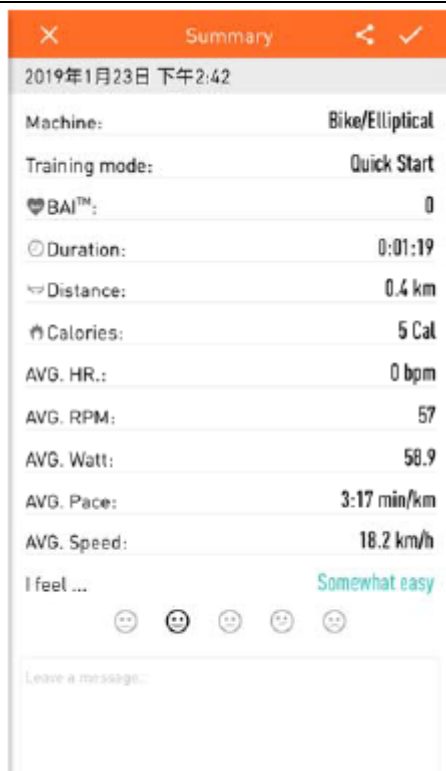 Summary
2019年1月23日 下午2:42
Machine: Bike/Elliptical
Training mode: Quick Start
BAI™: 0
Duration: 0:01:19
Distance: 0.4 km
Calories: 5 Cal
AVG. HR.: 0 bpm
AVG. RPM: 57
AVG. Watt: 58.9
AVG. Pace: 3:17 min/km
AVG. Speed: 18.2 km/h
I feel ... Somewhat easy
Leave a message...